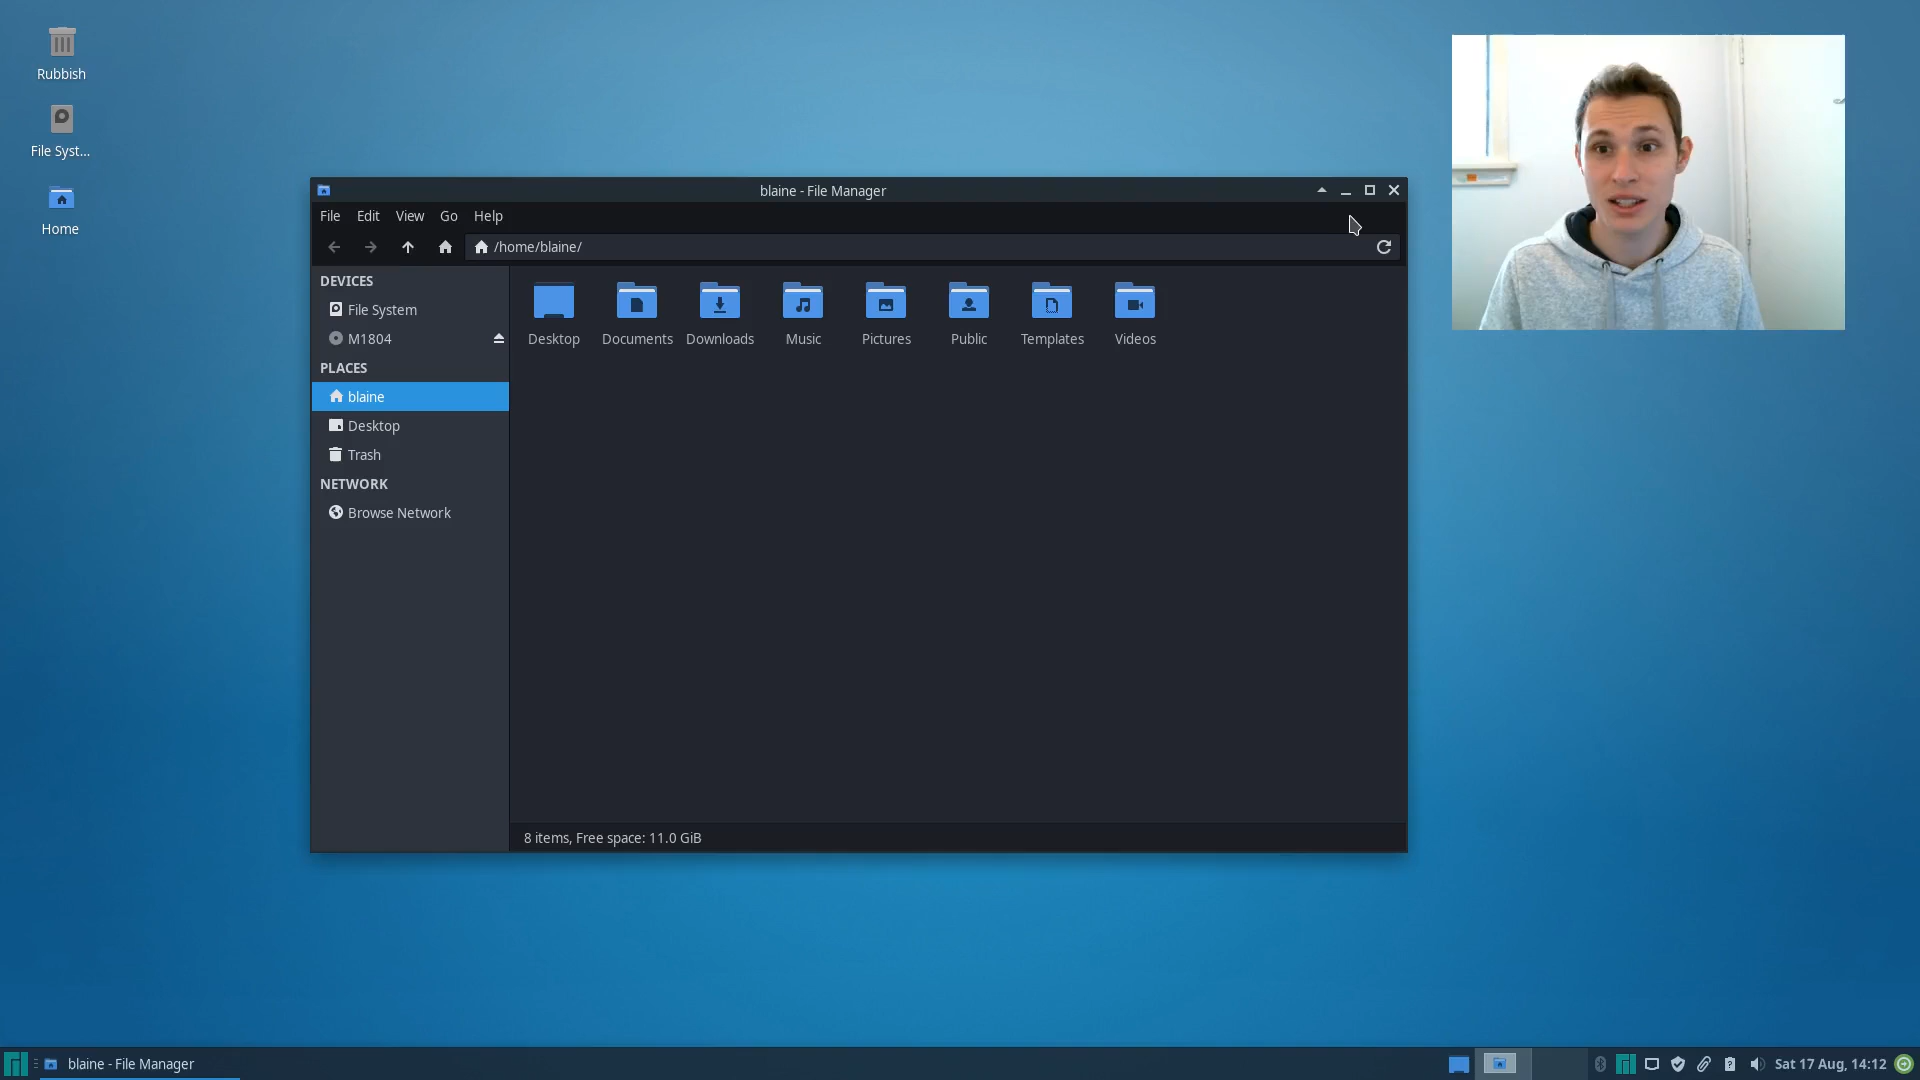 Rubbish
File Syst...
Home
blaine - File Manager
File Edit View Go Help
/home/blaine/
DEVICES
File System
M1804
PLACES
blaine
Desktop
Trash
NETWORK
Browse Network
Desktop Documents Downloads Music Pictures Public Templates Videos
8 items, Free space: 11.0 GiB
blaine - File Manager
Sat 17 Aug, 14:12